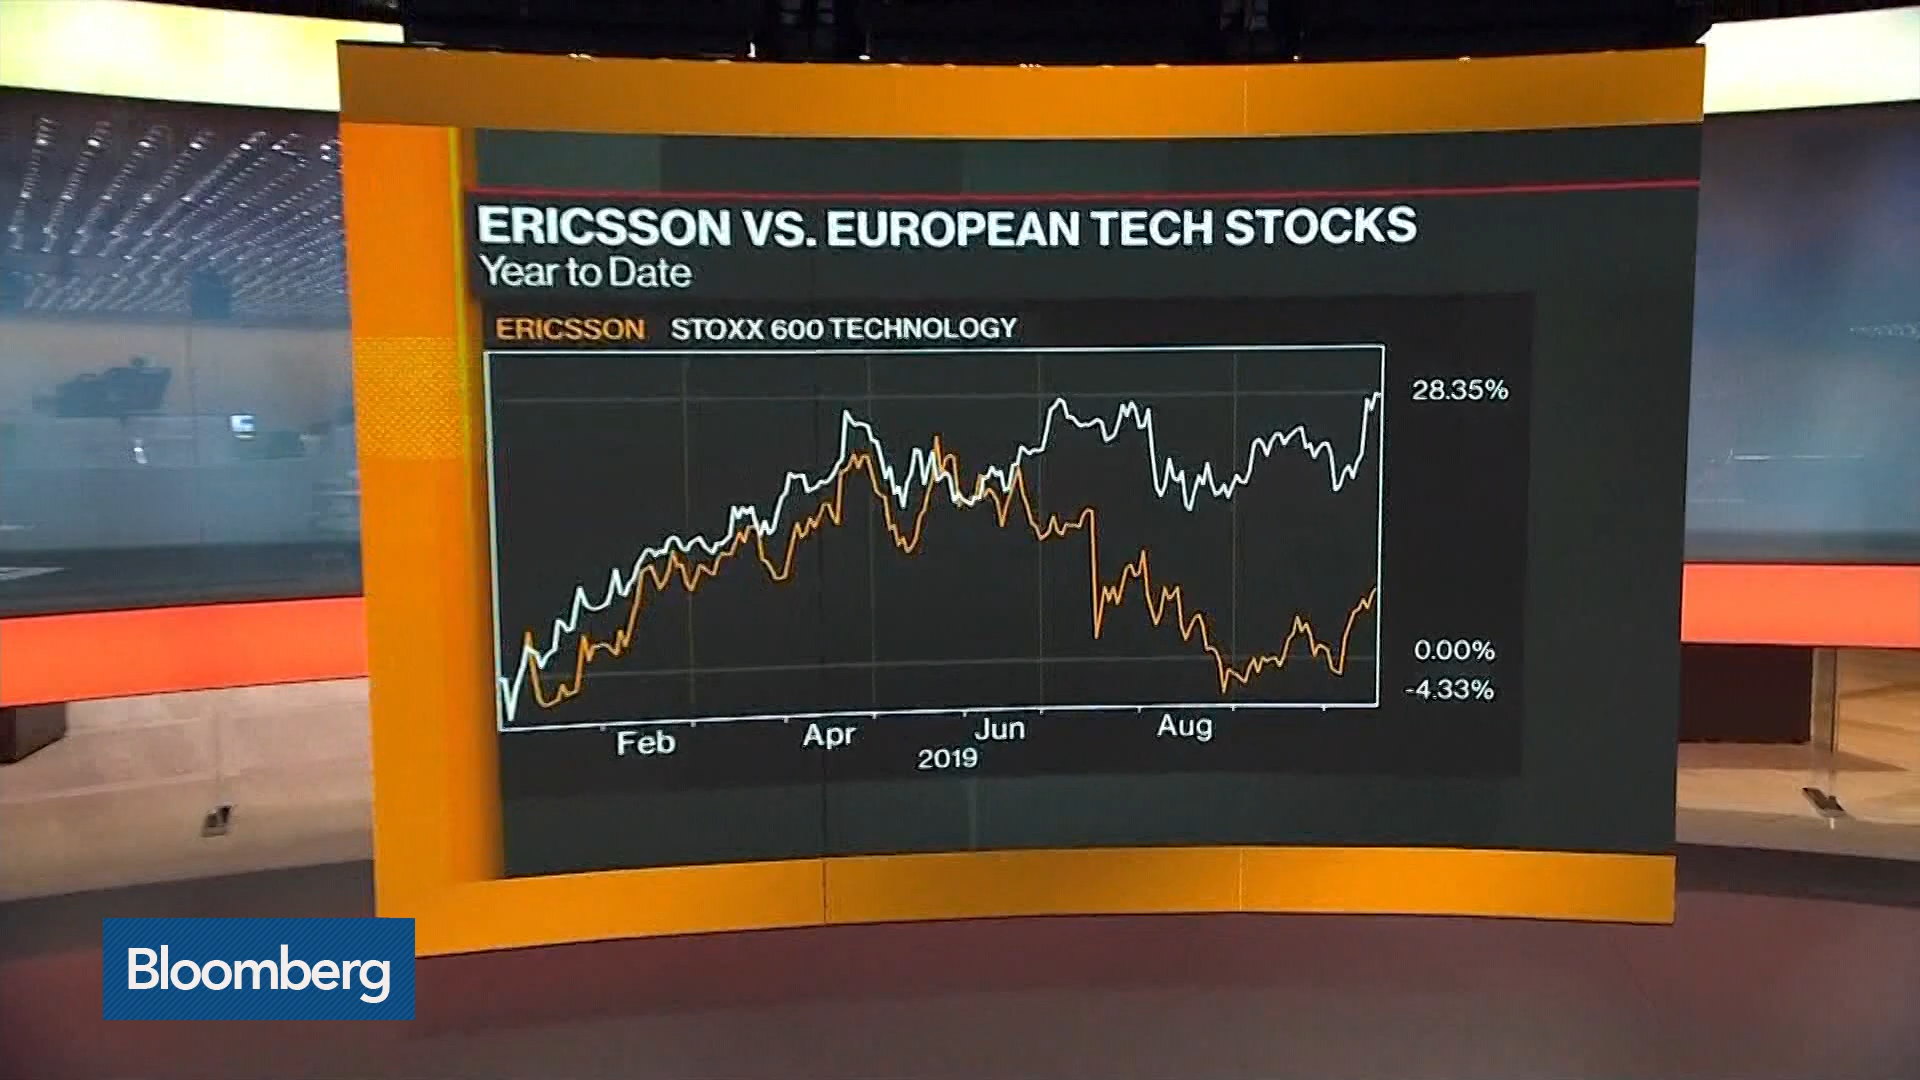 ERICSSON VS. EUROPEAN TECH STOCKS
Year to Date
ERICSSON STOXX 600 TECHNOLOGY
28.35%
0.00%
-4.33%
Feb Apr Jun Aug
2019
Bloomberg